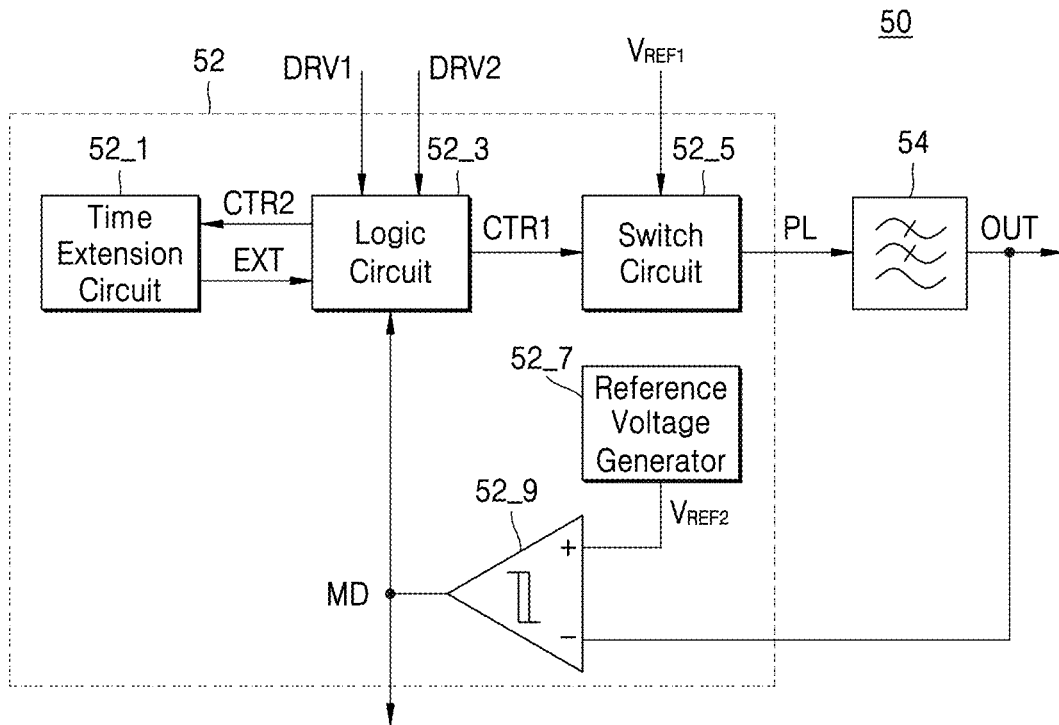 50
52
DRV1
DRV2
VREF1
52_1
52_3
52_5
54
Time
Extension
Circuit
CTR2
EXT
Logic
Circuit
CTR1
Switch
Circuit
PL
OUT
52_7
Reference
Voltage
Generator
52_9
VREF2
+
MD
−